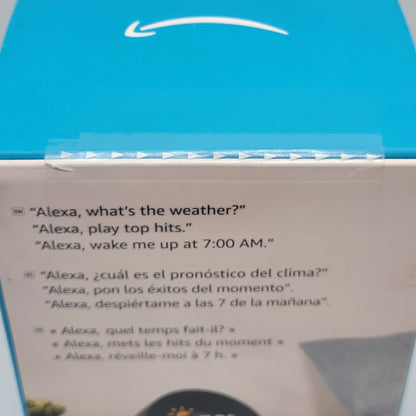 EN "Alexa, what's the weather?"
"Alexa, play top hits."
"Alexa, wake me up at 7:00 AM."
ES "Alexa, ¿cuál es el pronóstico del clima?"
"Alexa, pon los éxitos del momento".
"Alexa, despiértame a las 7 de la mañana".
FR « Alexa, quel temps fait-il? »
« Alexa, mets les hits du moment »
« Alexa, réveille-moi à 7 h. »